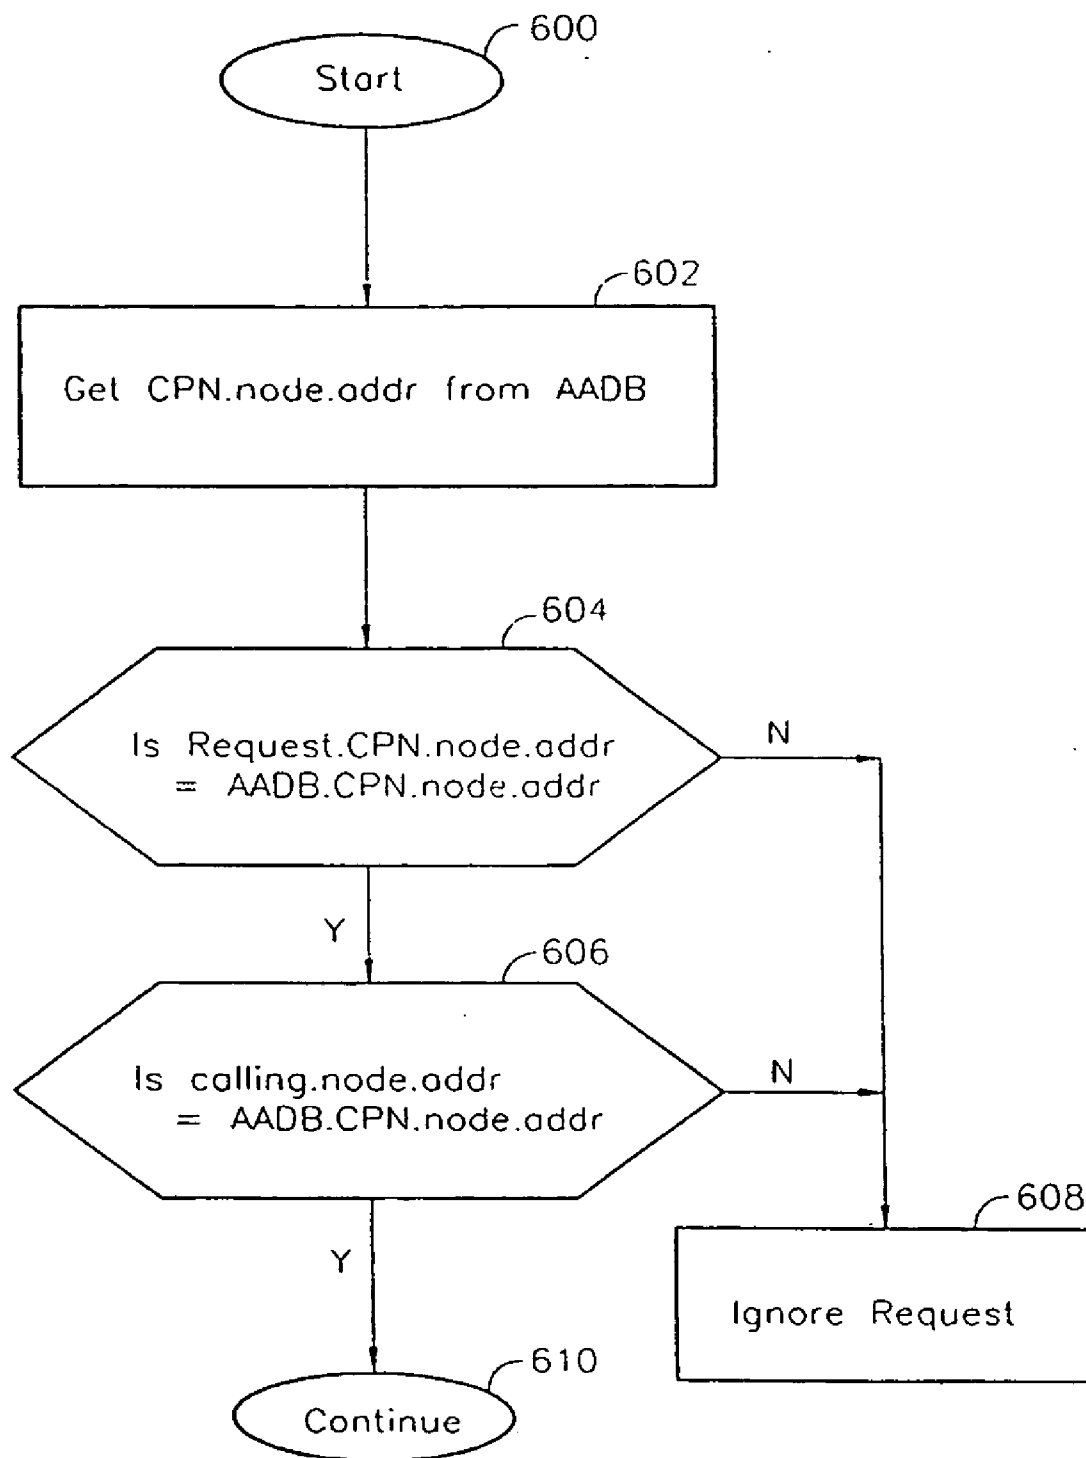 600
Start
602
Get CPN.node.addr from AADB
604
Is Request.CPN.node.addr
= AADB.CPN.node.addr
N
Y
606
Is calling.node.addr
= AADB.CPN.node.addr
N
608
Y
Ignore Request
610
Continue